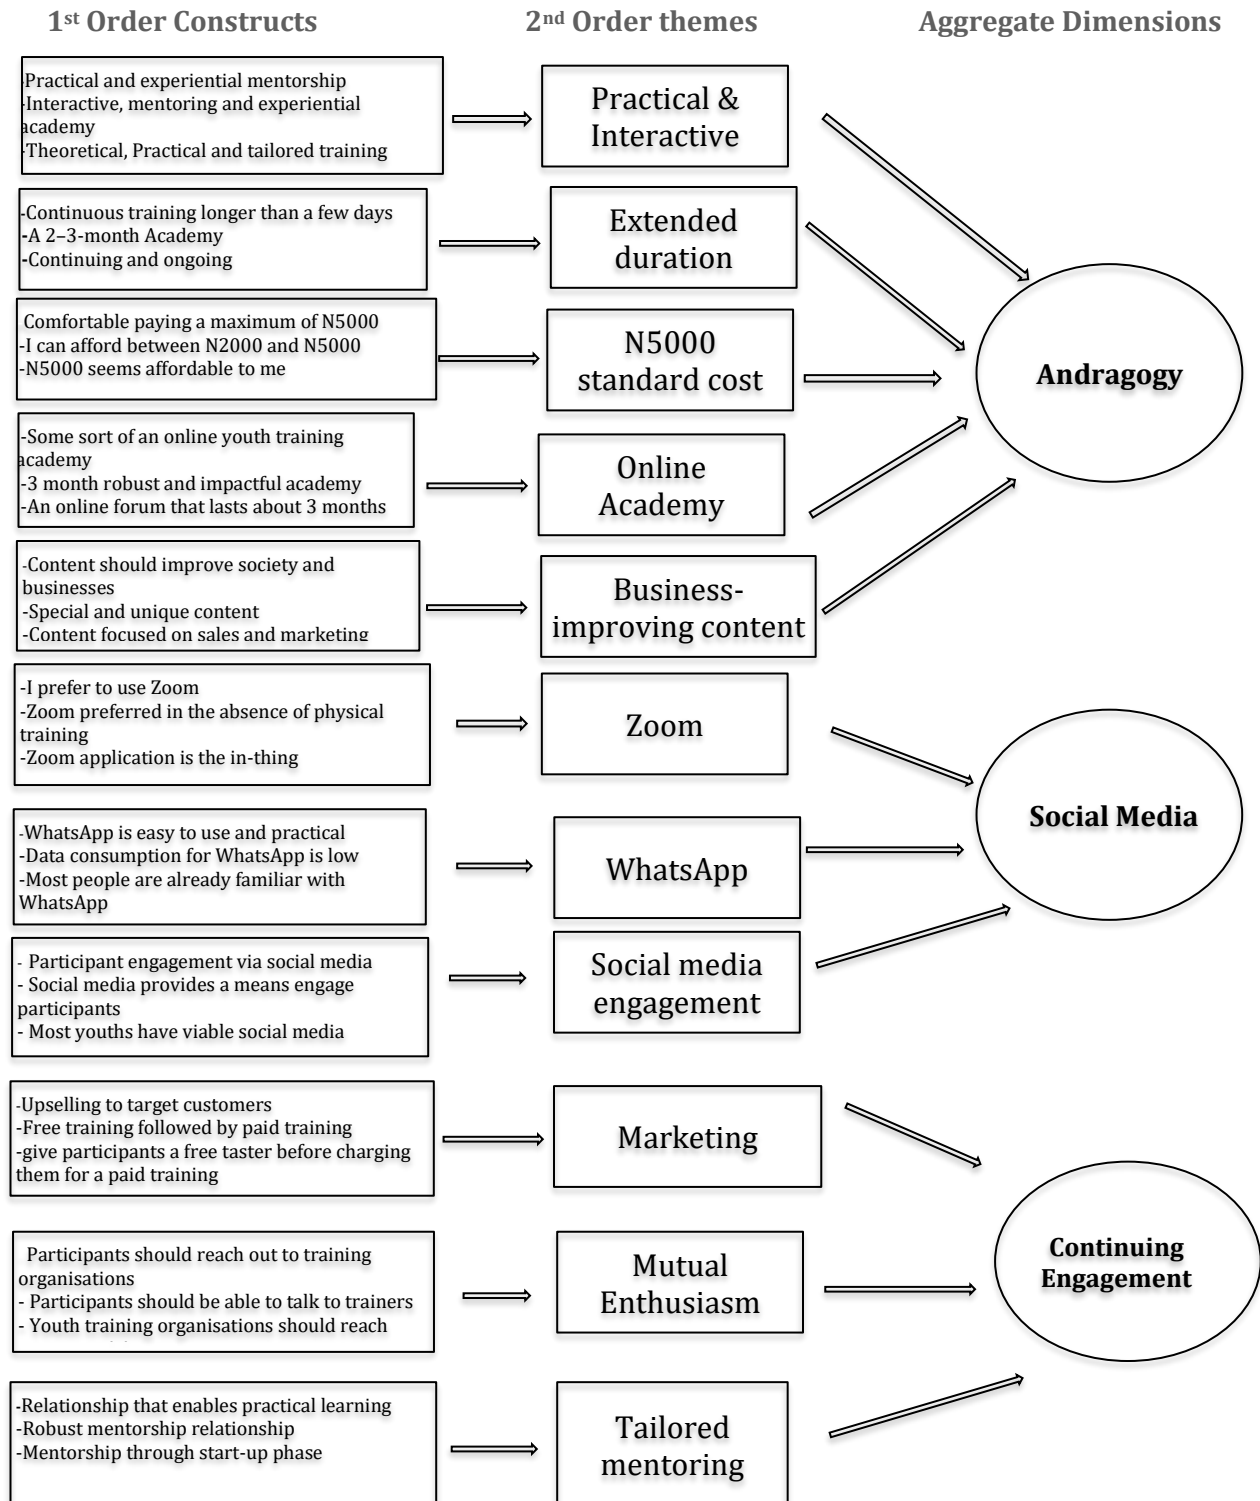 1st Order Constructs
2nd Order themes
Aggregate Dimensions
-Practical and experiential mentorship
-Interactive, mentoring and experiential
academy
-Theoretical, Practical and tailored training
Practical &
Interactive
-Continuous training longer than a few days
-A 2–3-month Academy
-Continuing and ongoing
Extended
duration
Comfortable paying a maximum of N5000
-I can afford between N2000 and N5000
-N5000 seems affordable to me
N5000
standard cost
Andragogy
-Some sort of an online youth training
academy
-3 month robust and impactful academy
-An online forum that lasts about 3 months
Online
Academy
-Content should improve society and
businesses
-Special and unique content
-Content focused on sales and marketing
Business-
improving content
-I prefer to use Zoom
-Zoom preferred in the absence of physical
training
-Zoom application is the in-thing
Zoom
Social Media
-WhatsApp is easy to use and practical
-Data consumption for WhatsApp is low
-Most people are already familiar with
WhatsApp
WhatsApp
- Participant engagement via social media
- Social media provides a means engage
participants
- Most youths have viable social media
Social media
engagement
-Upselling to target customers
-Free training followed by paid training
-give participants a free taster before charging
them for a paid training
Marketing
Participants should reach out to training
organisations
- Participants should be able to talk to trainers
- Youth training organisations should reach
Mutual
Enthusiasm
Continuing
Engagement
-Relationship that enables practical learning
-Robust mentorship relationship
-Mentorship through start-up phase
Tailored
mentoring